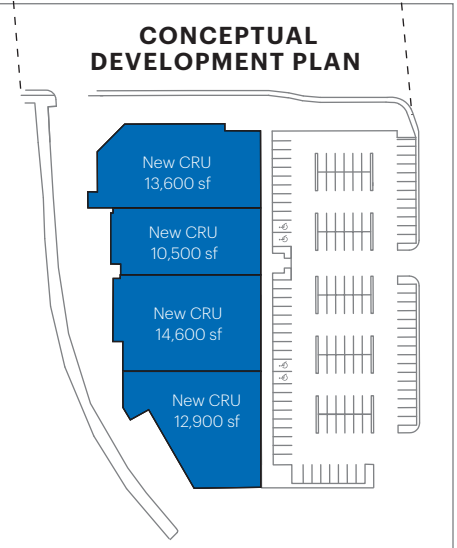 CONCEPTUAL
DEVELOPMENT PLAN
New CRU
13,600 sf
New CRU
10,500 sf
New CRU
14,600 sf
New CRU
12,900 sf